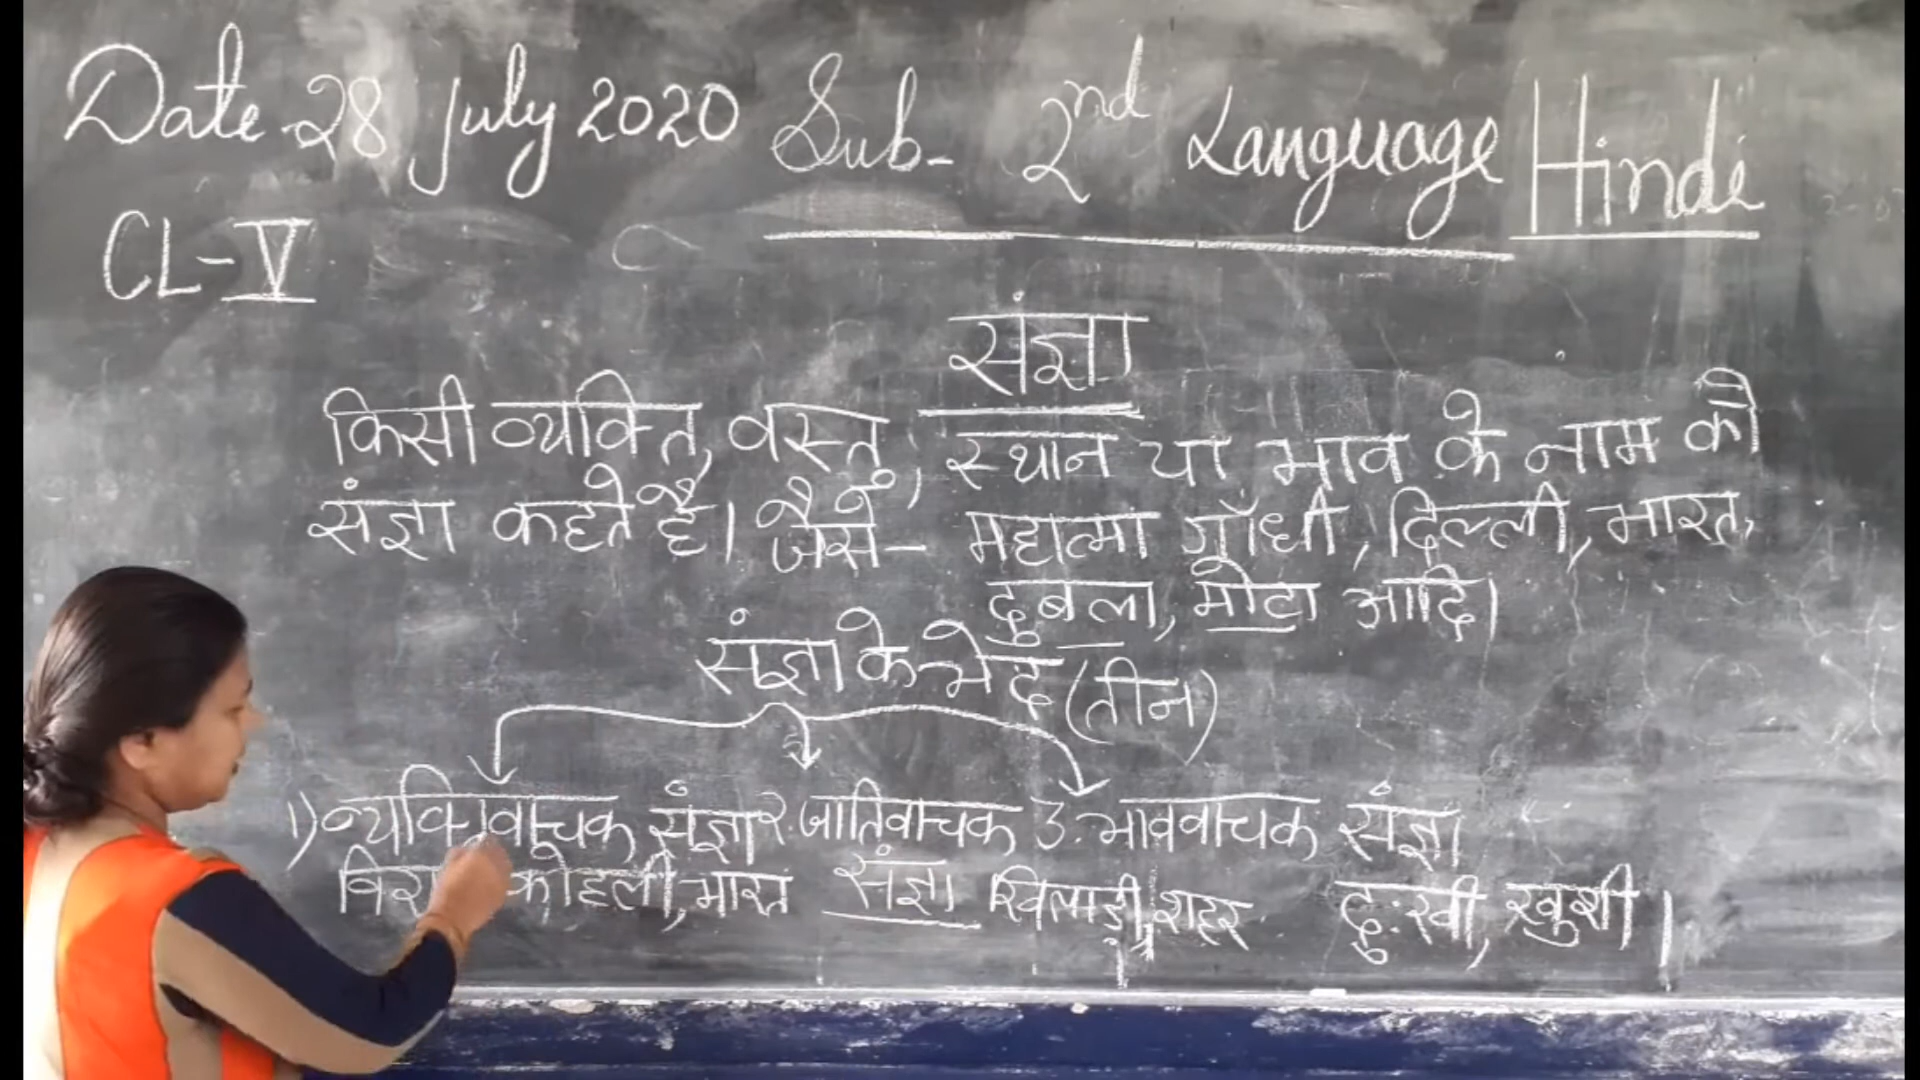 Date - 28 July 2020 Sub- 2nd Language Hindi
CL-V
संज्ञा
किसी व्यक्ति, वस्तु, स्थान या भाव के नाम को
संज्ञा कहते है। जैसे- महात्मा गाँधी, दिल्ली, भारत,
दुबला, मोटा आदि।
संज्ञा के भेद (तीन)
1) व्यक्तिवाचक संज्ञा २. जातिवाचक 3. भाववाचक संज्ञा
कोहली, भारत संज्ञा खिलाड़ी, शहर दुःखी, खुशी।